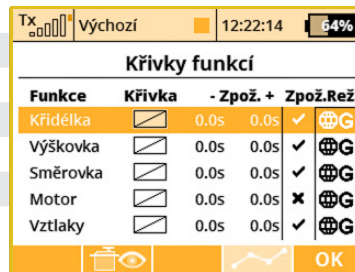 Tx Výchozí 12:22:14 64%
Křivky funkcí
Funkce Křivka - Zpož. + Zpož.Rež
Křidélka 0.0s 0.0s G
Výškovka 0.0s 0.0s G
Směrovka 0.0s 0.0s G
Motor 0.0s 0.0s G
Vztlaky 0.0s 0.0s G
OK